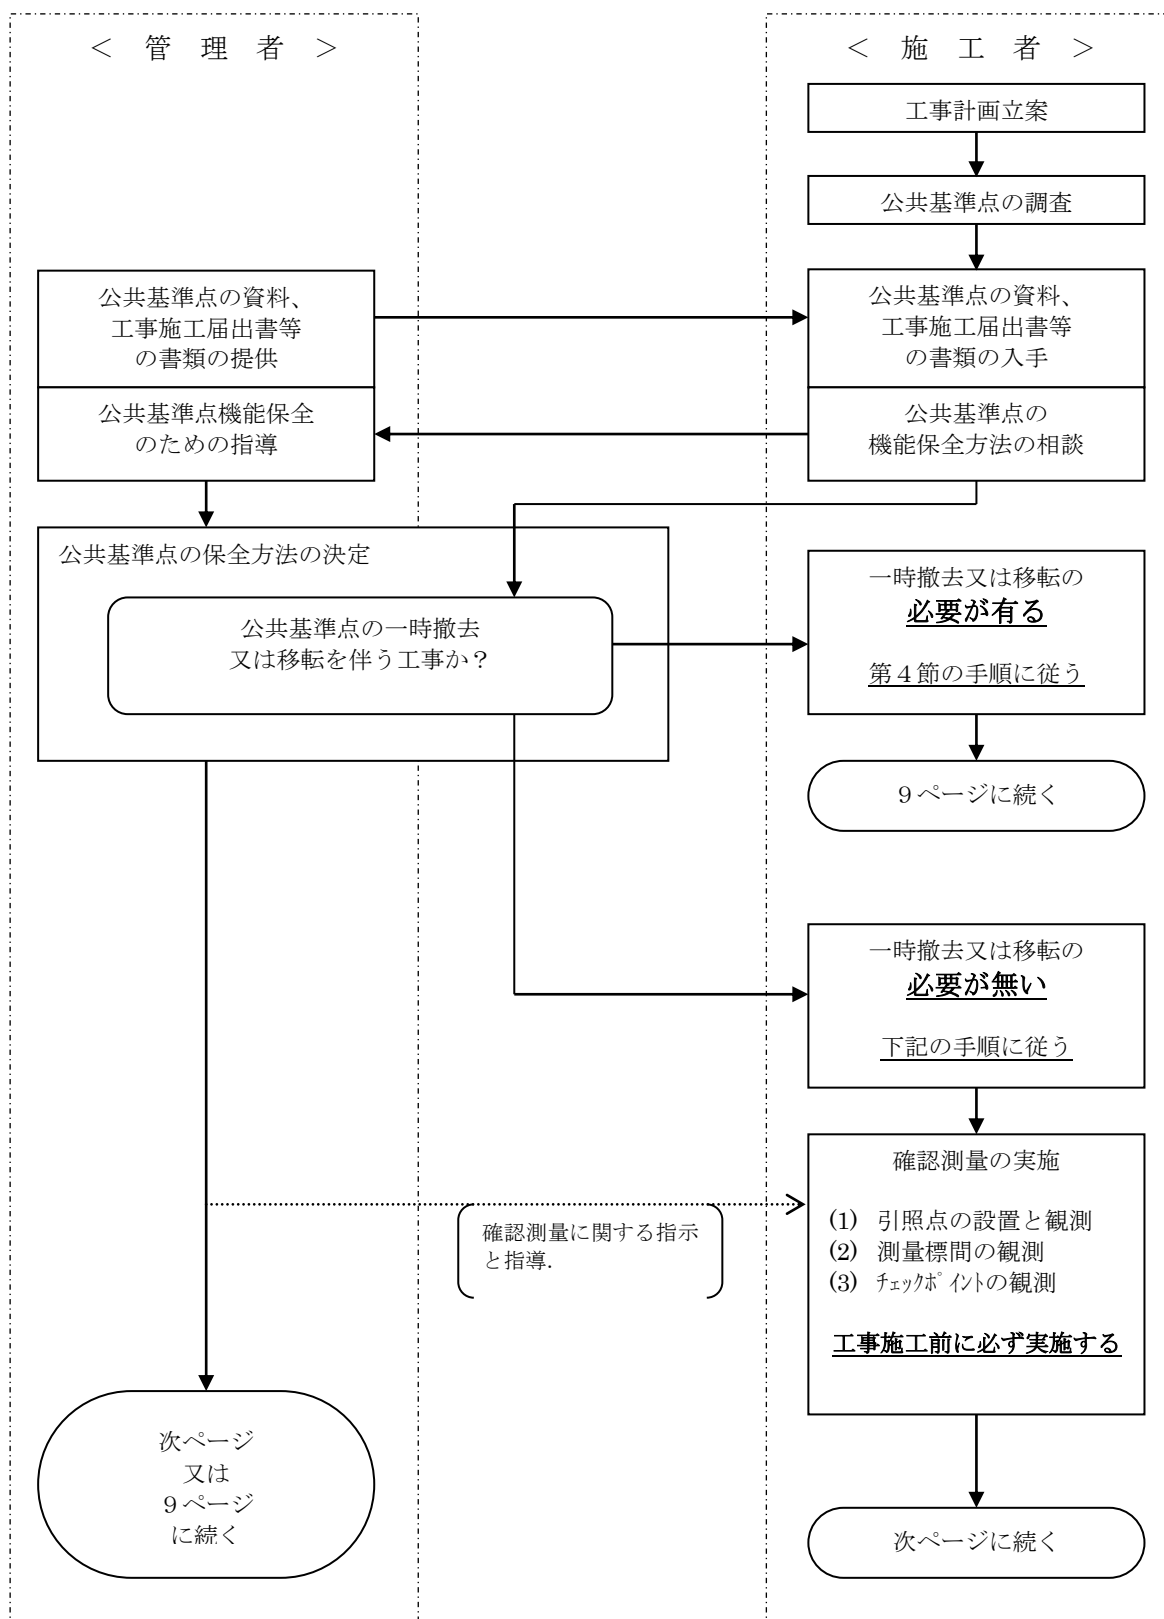 ＜ 管 理 者 ＞
＜ 施 工 者 ＞
工事計画立案
公共基準点の調査
公共基準点の資料、
工事施工届出書等
の書類の提供
公共基準点の資料、
工事施工届出書等
の書類の入手
公共基準点機能保全
のための指導
公共基準点の
機能保全方法の相談
公共基準点の保全方法の決定
公共基準点の一時撤去
又は移転を伴う工事か？
一時撤去又は移転の
必要が有る
第４節の手順に従う
９ページに続く
一時撤去又は移転の
必要が無い
下記の手順に従う
確認測量の実施
(1) 引照点の設置と観測
(2) 測量標間の観測
(3) ﾁｪｯｸﾎﾟｲﾝﾄの観測
工事施工前に必ず実施する
確認測量に関する指示
と指導.
次ページ
又は
９ページ
に続く
次ページに続く